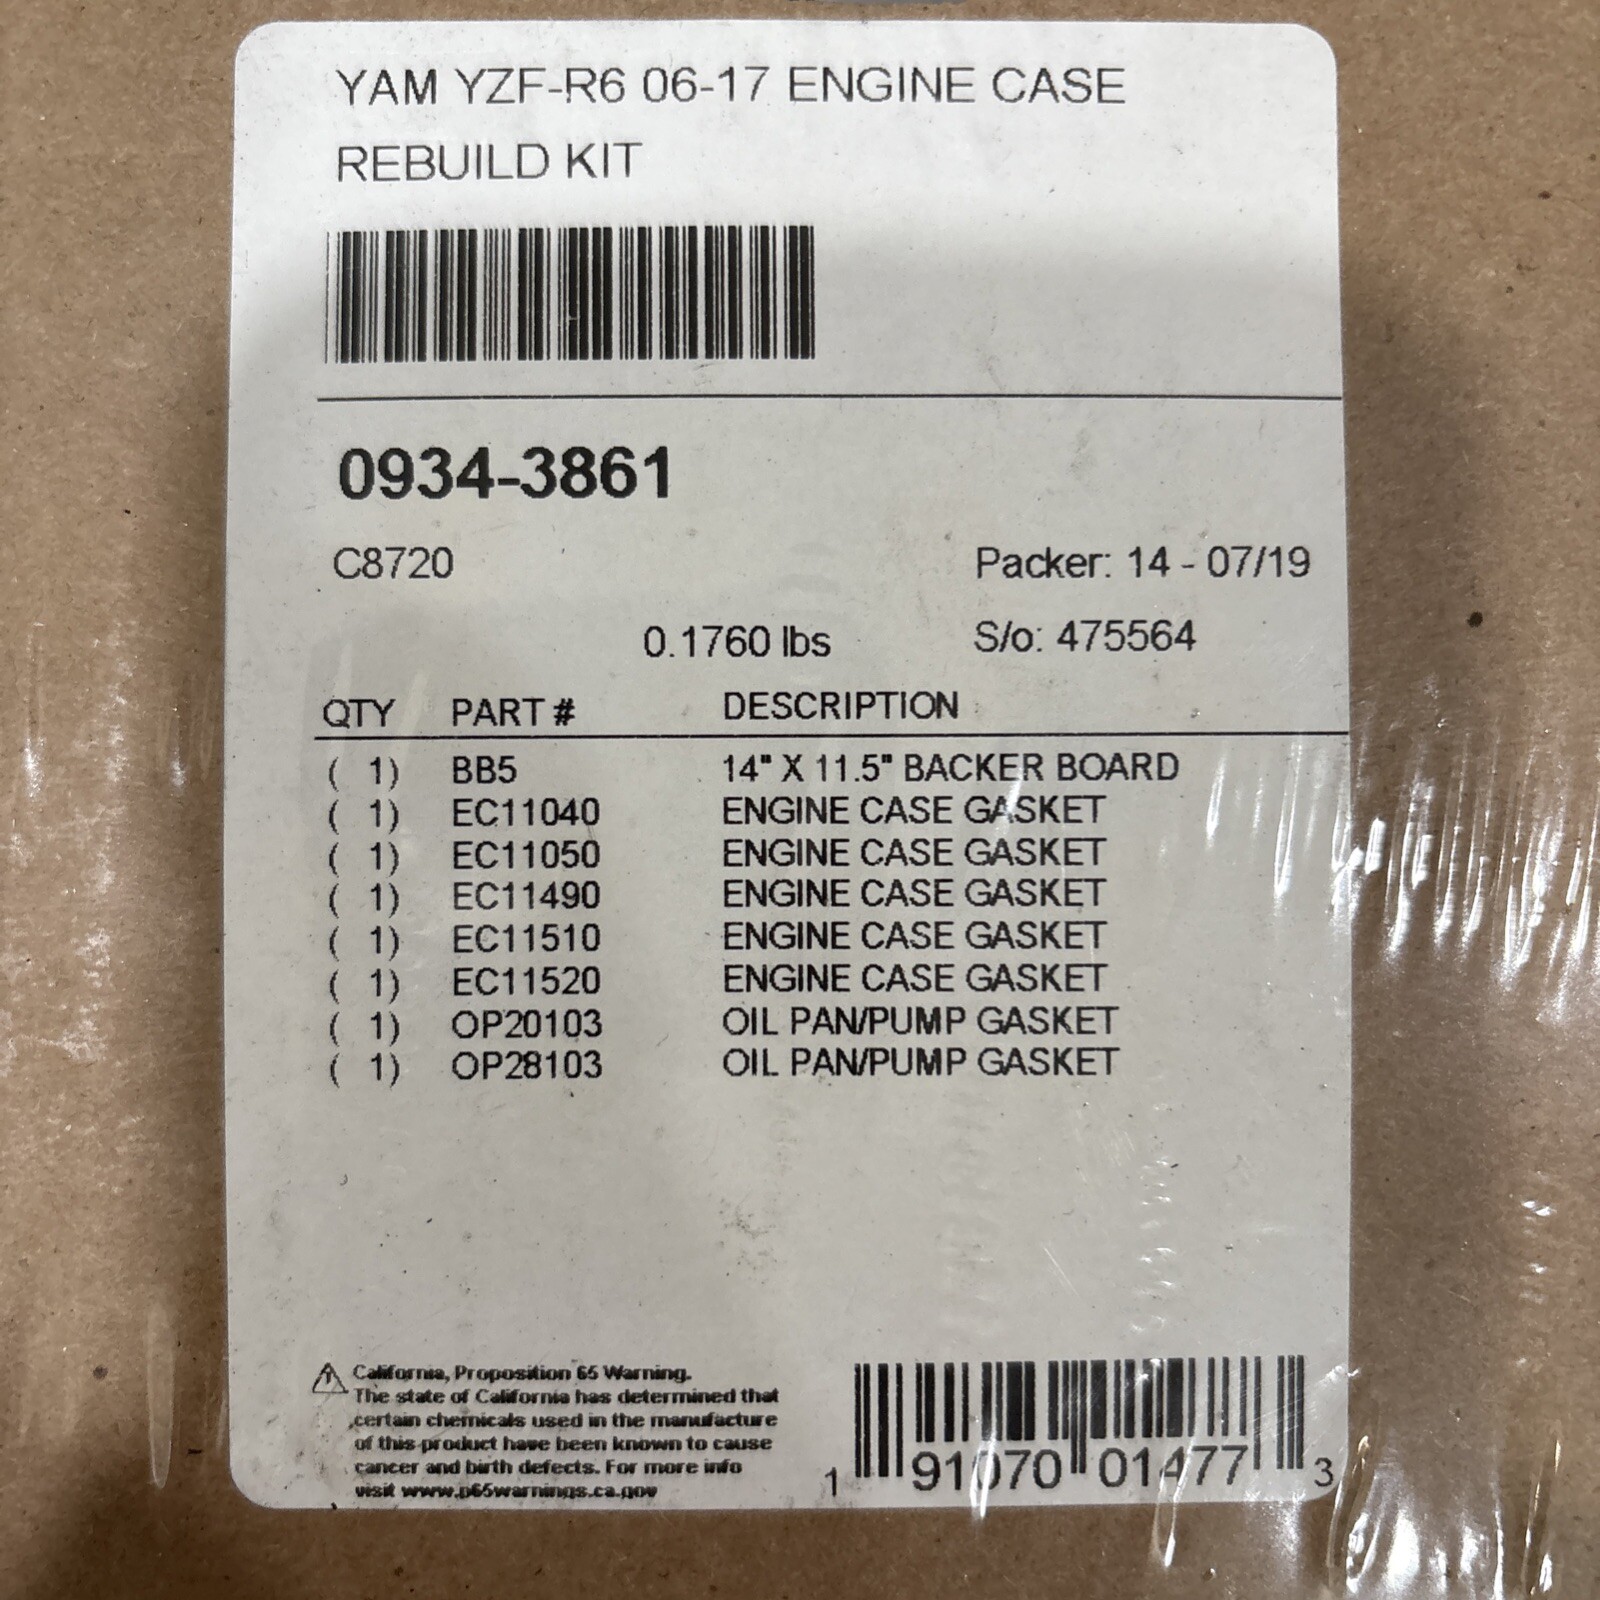 YAM YZF-R6 06-17 ENGINE CASE
REBUILD KIT
0934-3861
C8720 Packer: 14 - 07/19
0.1760 lbs S/o: 475564
QTY PART # DESCRIPTION
( 1) BB5 14" X 11.5" BACKER BOARD
( 1) EC11040 ENGINE CASE GASKET
( 1) EC11050 ENGINE CASE GASKET
( 1) EC11490 ENGINE CASE GASKET
( 1) EC11510 ENGINE CASE GASKET
( 1) EC11520 ENGINE CASE GASKET
( 1) OP20103 OIL PAN/PUMP GASKET
( 1) OP28103 OIL PAN/PUMP GASKET
California, Proposition 65 Warning.
The state of California has determined that
certain chemicals used in the manufacture
of this product have been known to cause
cancer and birth defects. For more info
visit www.p65warnings.ca.gov
1 91070 01477 3